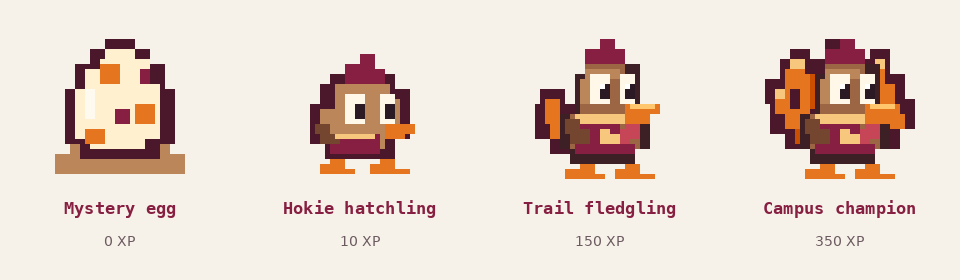 Mystery egg
0 XP
Hokie hatchling
10 XP
Trail fledgling
150 XP
Campus champion
350 XP